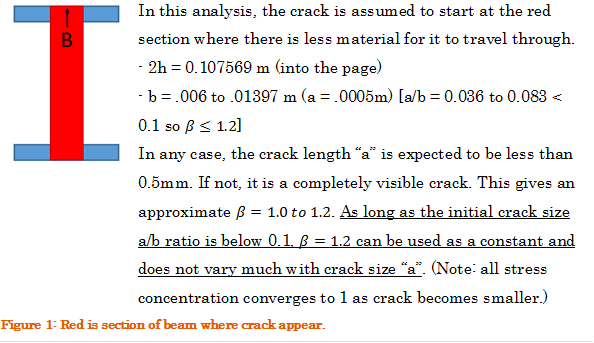 B
In this analysis, the crack is assumed to start at the red
section where there is less material for it to travel through.
- 2h = 0.107569 m (into the page)
- b = .006 to .01397 m (a = .0005m) [a/b = 0.036 to 0.083 <
0.1 so β ≤ 1.2]
In any case, the crack length “a” is expected to be less than
0.5mm. If not, it is a completely visible crack. This gives an
approximate β = 1.0 to 1.2. As long as the initial crack size
a/b ratio is below 0.1, β = 1.2 can be used as a constant and
does not vary much with crack size “a”. (Note: all stress
concentration converges to 1 as crack becomes smaller.)
Figure 1: Red is section of beam where crack appear.